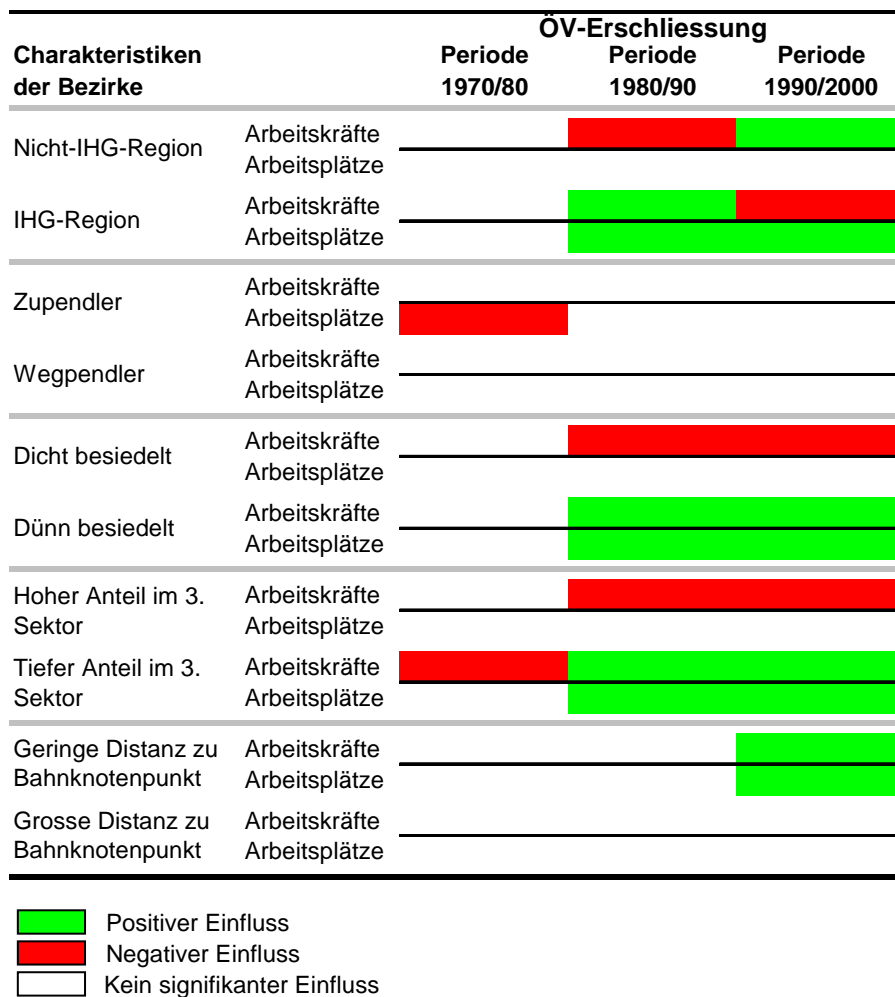 ÖV-Erschliessung
Charakteristiken Periode Periode Periode
der Bezirke 1970/80 1980/90 1990/2000
Nicht-IHG-Region Arbeitskräfte
Arbeitsplätze
IHG-Region Arbeitskräfte
Arbeitsplätze
Zupendler Arbeitskräfte
Arbeitsplätze
Wegpendler Arbeitskräfte
Arbeitsplätze
Dicht besiedelt Arbeitskräfte
Arbeitsplätze
Dünn besiedelt Arbeitskräfte
Arbeitsplätze
Hoher Anteil im 3. Arbeitskräfte
Sektor Arbeitsplätze
Tiefer Anteil im 3. Arbeitskräfte
Sektor Arbeitsplätze
Geringe Distanz zu Arbeitskräfte
Bahnknotenpunkt Arbeitsplätze
Grosse Distanz zu Arbeitskräfte
Bahnknotenpunkt Arbeitsplätze
Positiver Einfluss
Negativer Einfluss
Kein signifikanter Einfluss